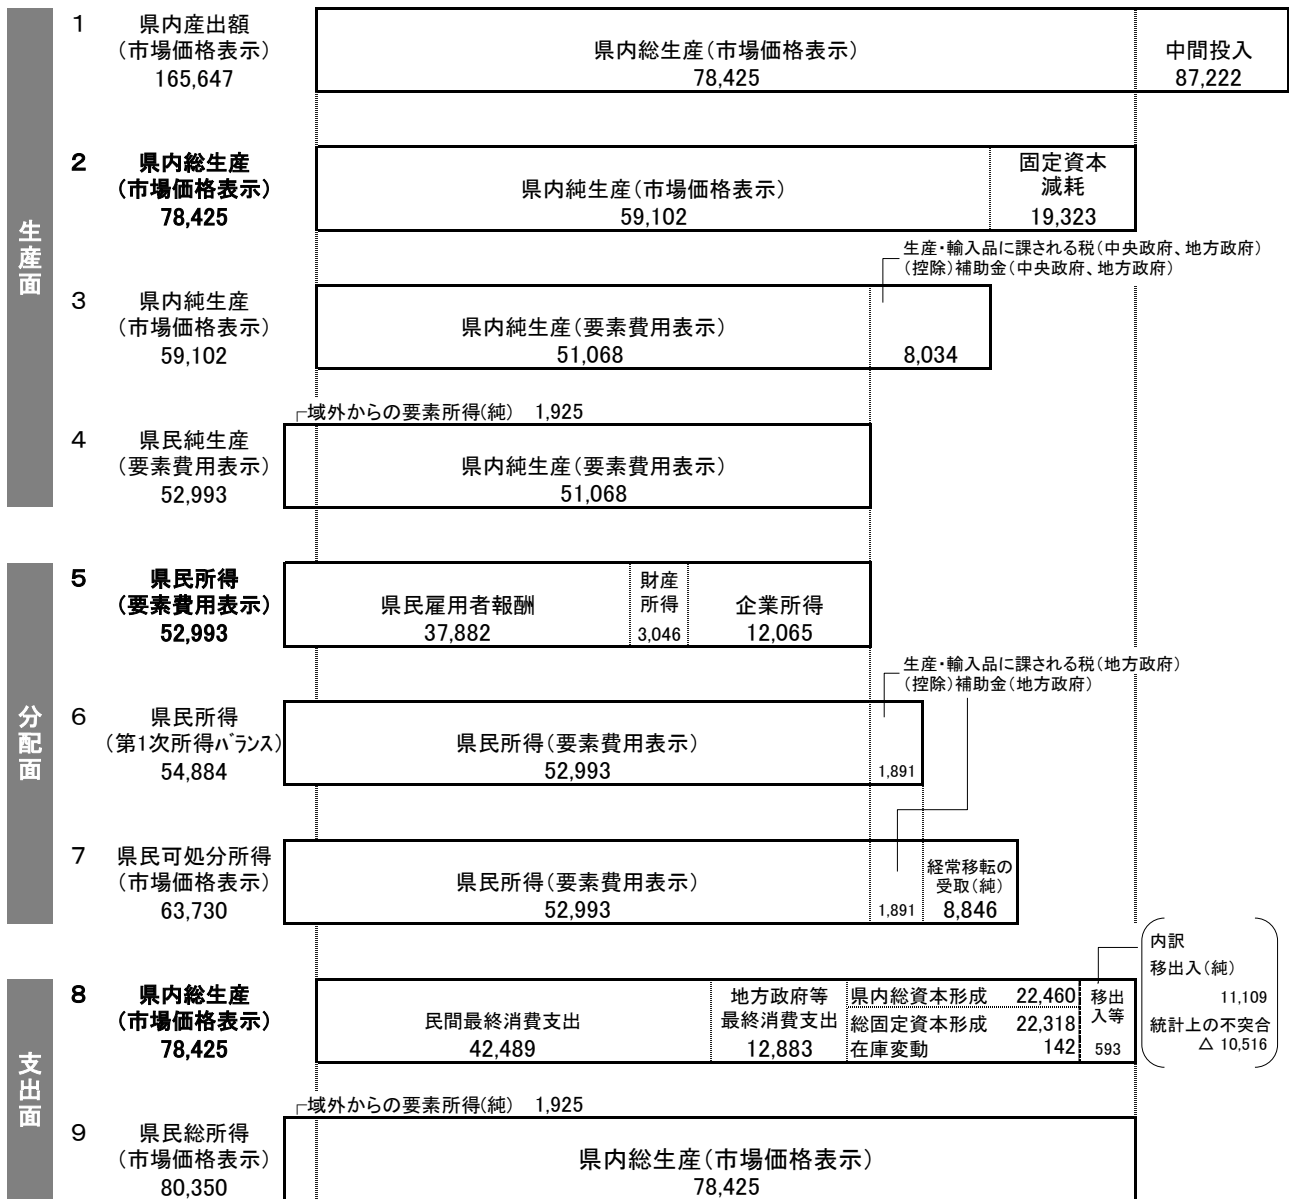 生産面
1 県内産出額
(市場価格表示)
165,647
県内総生産(市場価格表示)
78,425
中間投入
87,222
2 県内総生産
(市場価格表示)
78,425
県内純生産(市場価格表示)
59,102
固定資本
減耗
19,323
生産・輸入品に課される税(中央政府、地方政府)
(控除)補助金(中央政府、地方政府)
3 県内純生産
(市場価格表示)
59,102
県内純生産(要素費用表示)
51,068
8,034
域外からの要素所得(純) 1,925
4 県民純生産
(要素費用表示)
52,993
県内純生産(要素費用表示)
51,068
分配面
5 県民所得
(要素費用表示)
52,993
県民雇用者報酬
37,882
財産
所得
3,046
企業所得
12,065
生産・輸入品に課される税(地方政府)
(控除)補助金(地方政府)
6 県民所得
(第1次所得バランス)
54,884
県民所得(要素費用表示)
52,993
1,891
7 県民可処分所得
(市場価格表示)
63,730
県民所得(要素費用表示)
52,993
1,891
経常移転の
受取(純)
8,846
支出面
8 県内総生産
(市場価格表示)
78,425
民間最終消費支出
42,489
地方政府等
最終消費支出
12,883
県内総資本形成 22,460
総固定資本形成 22,318
在庫変動 142
移出
入等
593
内訳
移出入(純)
11,109
統計上の不突合
△ 10,516
域外からの要素所得(純) 1,925
9 県民総所得
(市場価格表示)
80,350
県内総生産(市場価格表示)
78,425